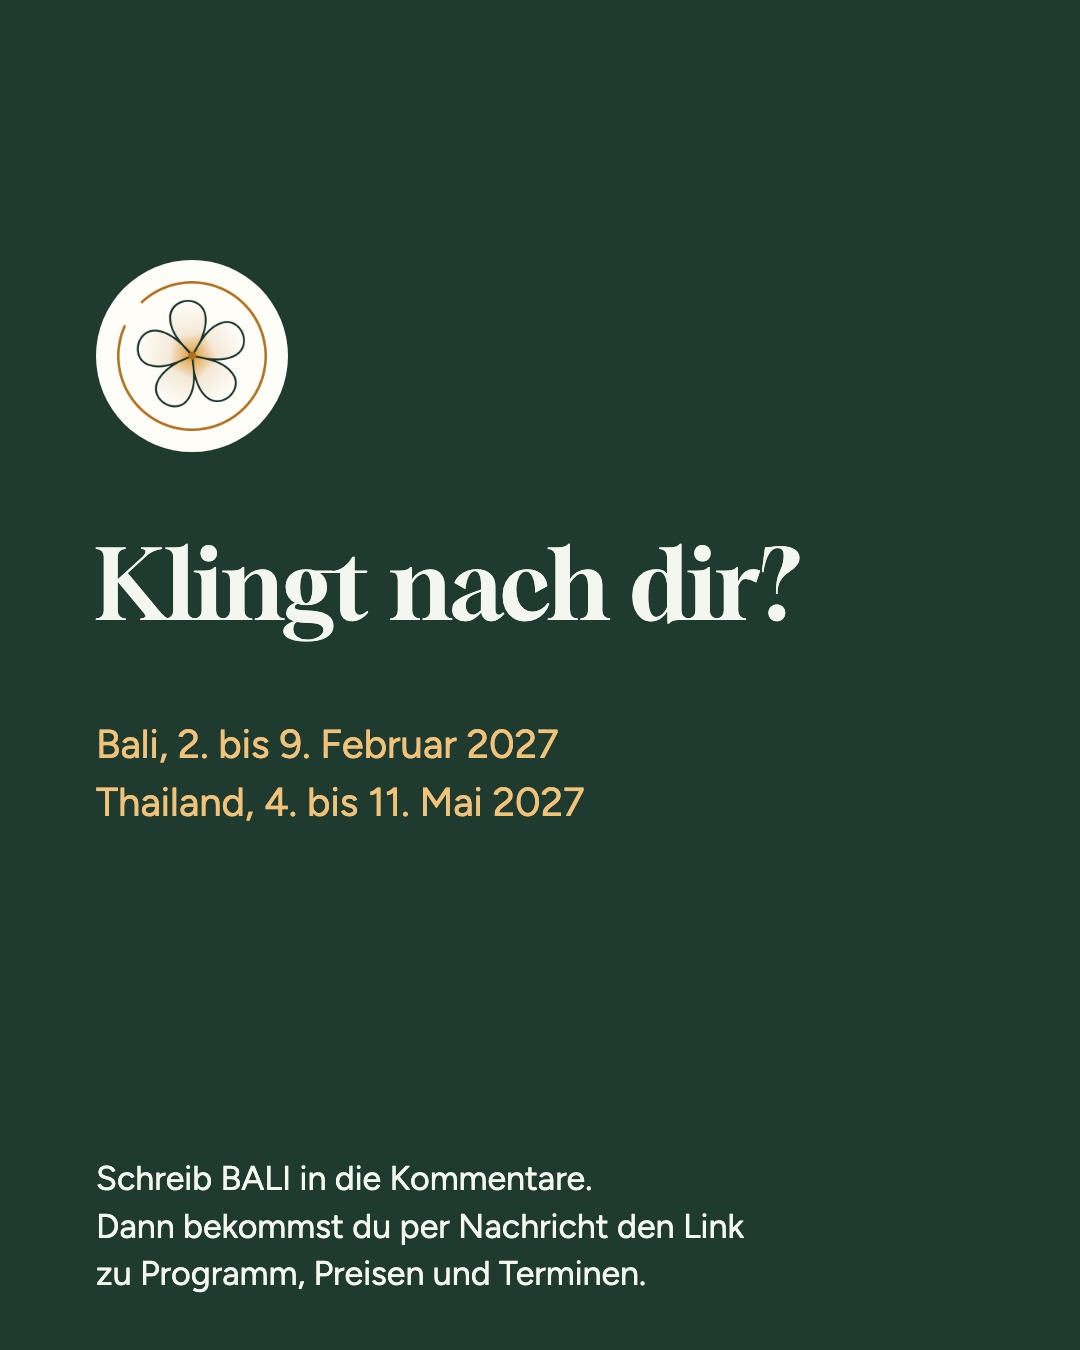 Klingt nach dir?
Bali, 2. bis 9. Februar 2027
Thailand, 4. bis 11. Mai 2027
Schreib BALI in die Kommentare.
Dann bekommst du per Nachricht den Link
zu Programm, Preisen und Terminen.